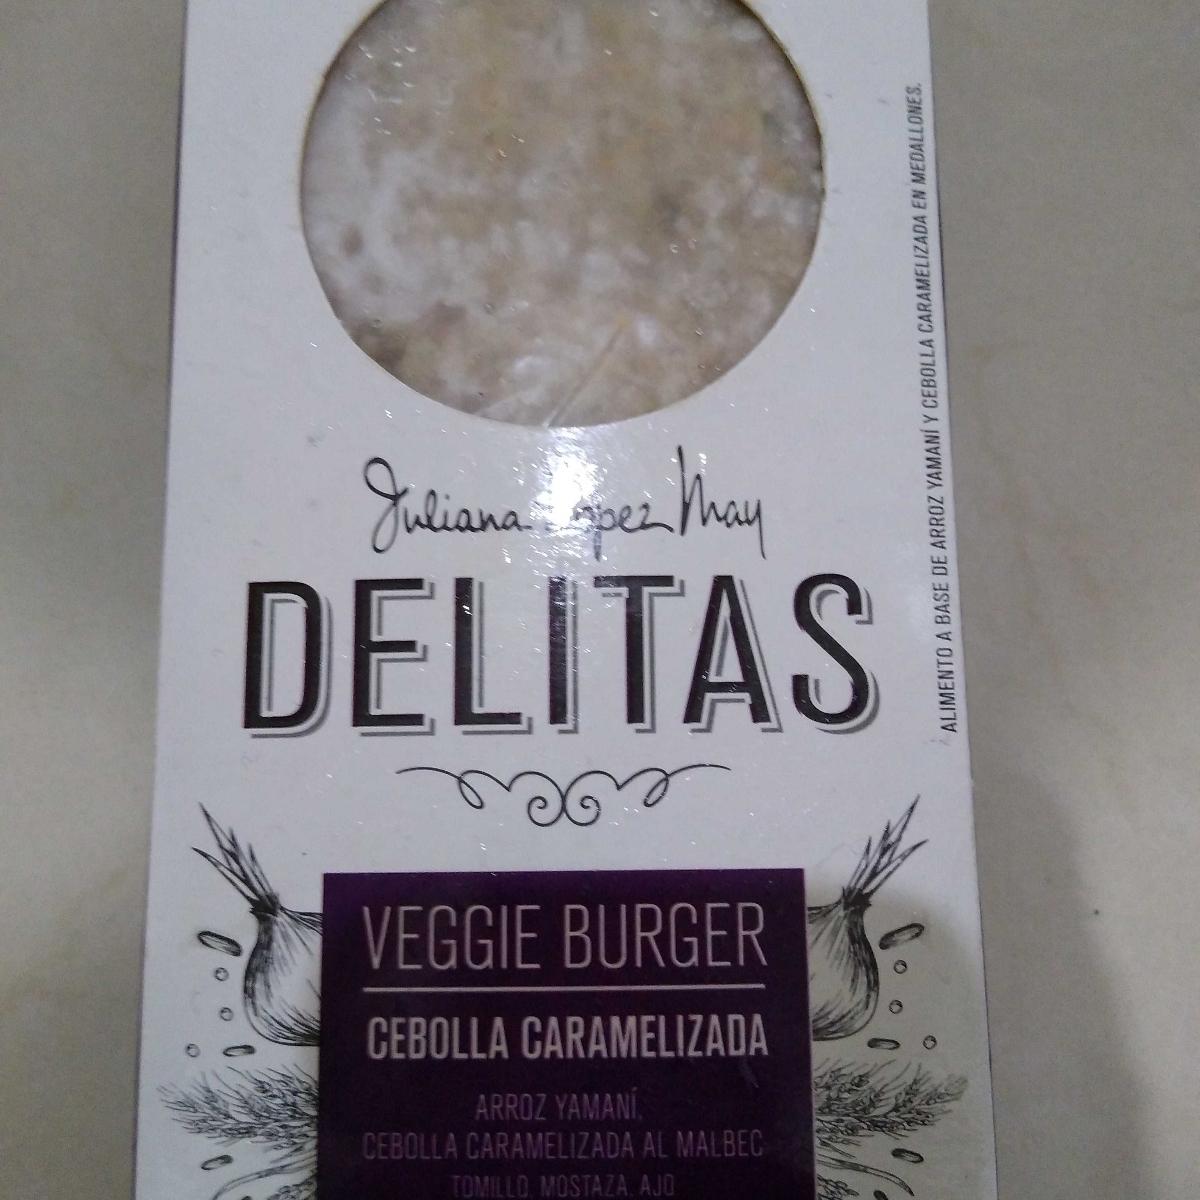 Juliana López May
DELITAS
VEGGIE BURGER
CEBOLLA CARAMELIZADA
ARROZ YAMANÍ,
CEBOLLA CARAMELIZADA AL MALBEC
TOMILLO, MOSTAZA, AJO
ALIMENTO A BASE DE ARROZ YAMANÍ Y CEBOLLA CARAMELIZADA EN MEDALLONES.